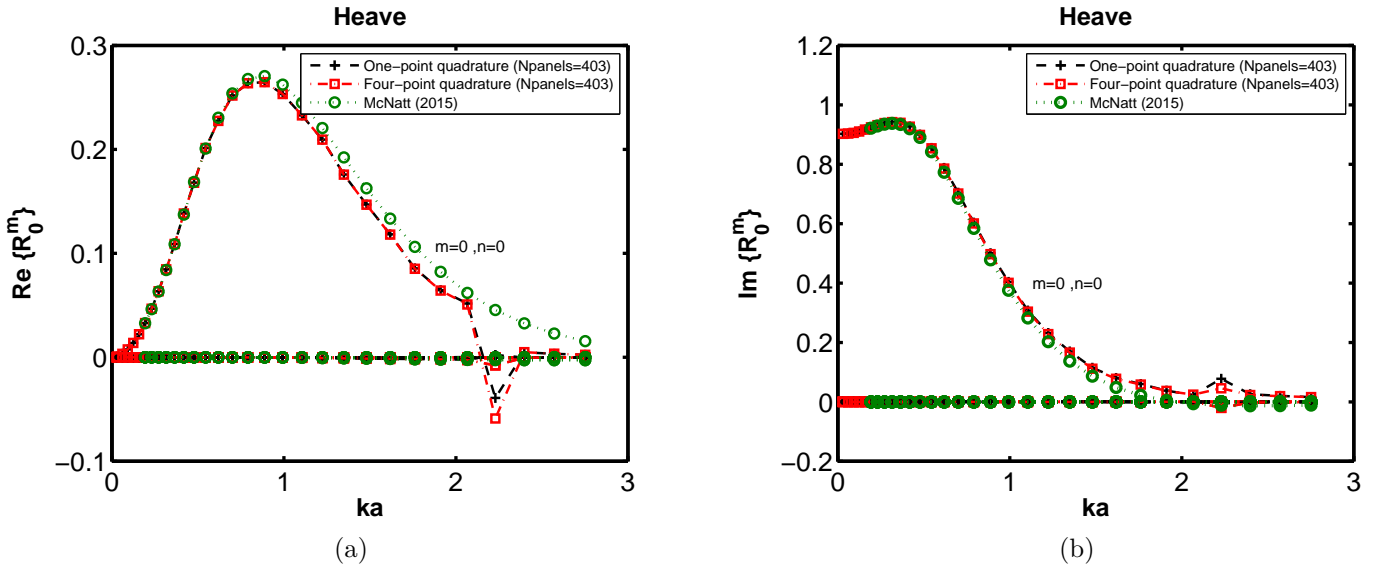 Heave
Re {R_0^m}
0.3
0.2
0.1
0
−0.1
One−point quadrature (Npanels=403)
Four−point quadrature (Npanels=403)
McNatt (2015)
m=0 ,n=0
0 1 2 3
ka
(a)
Heave
Im {R_0^m}
1.2
1
0.8
0.6
0.4
0.2
0
−0.2
One−point quadrature (Npanels=403)
Four−point quadrature (Npanels=403)
McNatt (2015)
m=0 ,n=0
0 1 2 3
ka
(b)